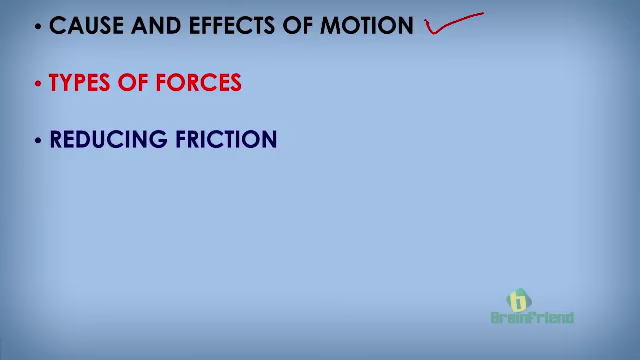 • CAUSE AND EFFECTS OF MOTION
• TYPES OF FORCES
• REDUCING FRICTION
b
BrainFriend